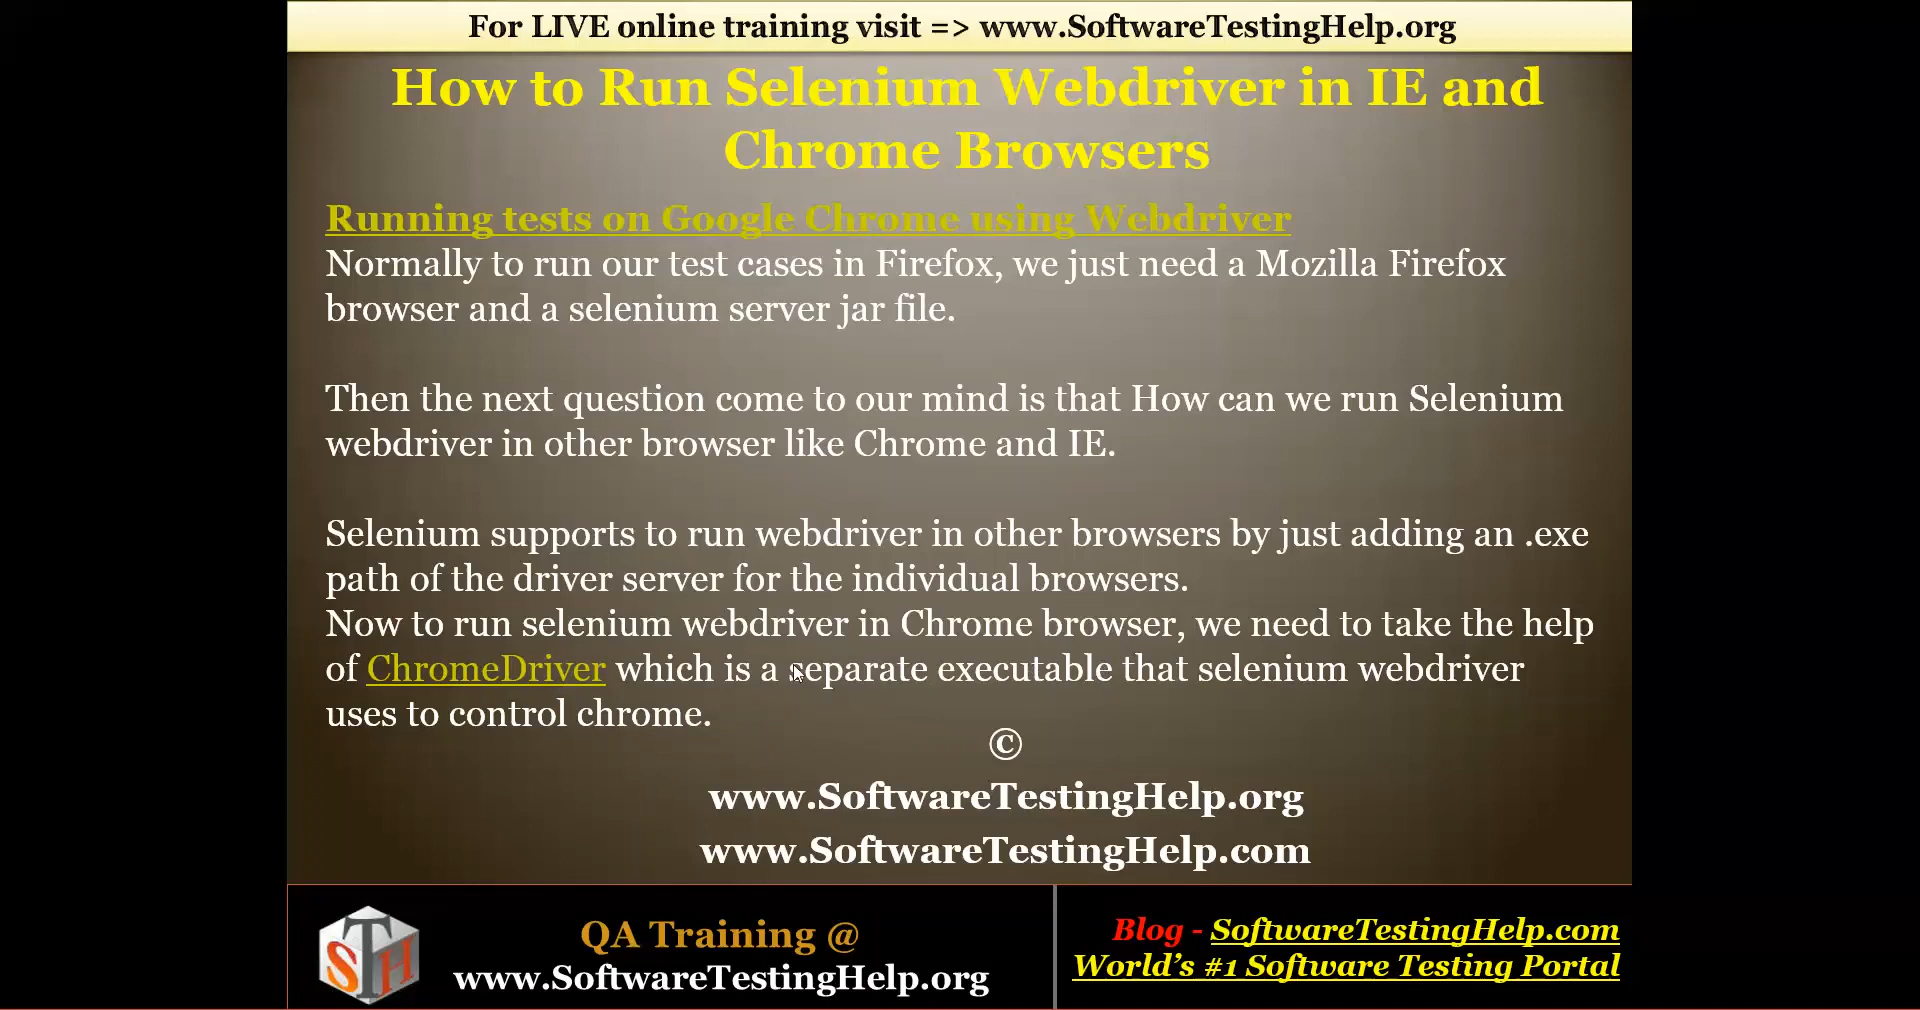 For LIVE online training visit => www.SoftwareTestingHelp.org
How to Run Selenium Webdriver in IE and
Chrome Browsers
Running tests on Google Chrome using Webdriver
Normally to run our test cases in Firefox, we just need a Mozilla Firefox
browser and a selenium server jar file.
Then the next question come to our mind is that How can we run Selenium
webdriver in other browser like Chrome and IE.
Selenium supports to run webdriver in other browsers by just adding an .exe
path of the driver server for the individual browsers.
Now to run selenium webdriver in Chrome browser, we need to take the help
of ChromeDriver which is a separate executable that selenium webdriver
uses to control chrome.
©
www.SoftwareTestingHelp.org
www.SoftwareTestingHelp.com
STH
QA Training @
www.SoftwareTestingHelp.org
Blog - SoftwareTestingHelp.com
World's #1 Software Testing Portal